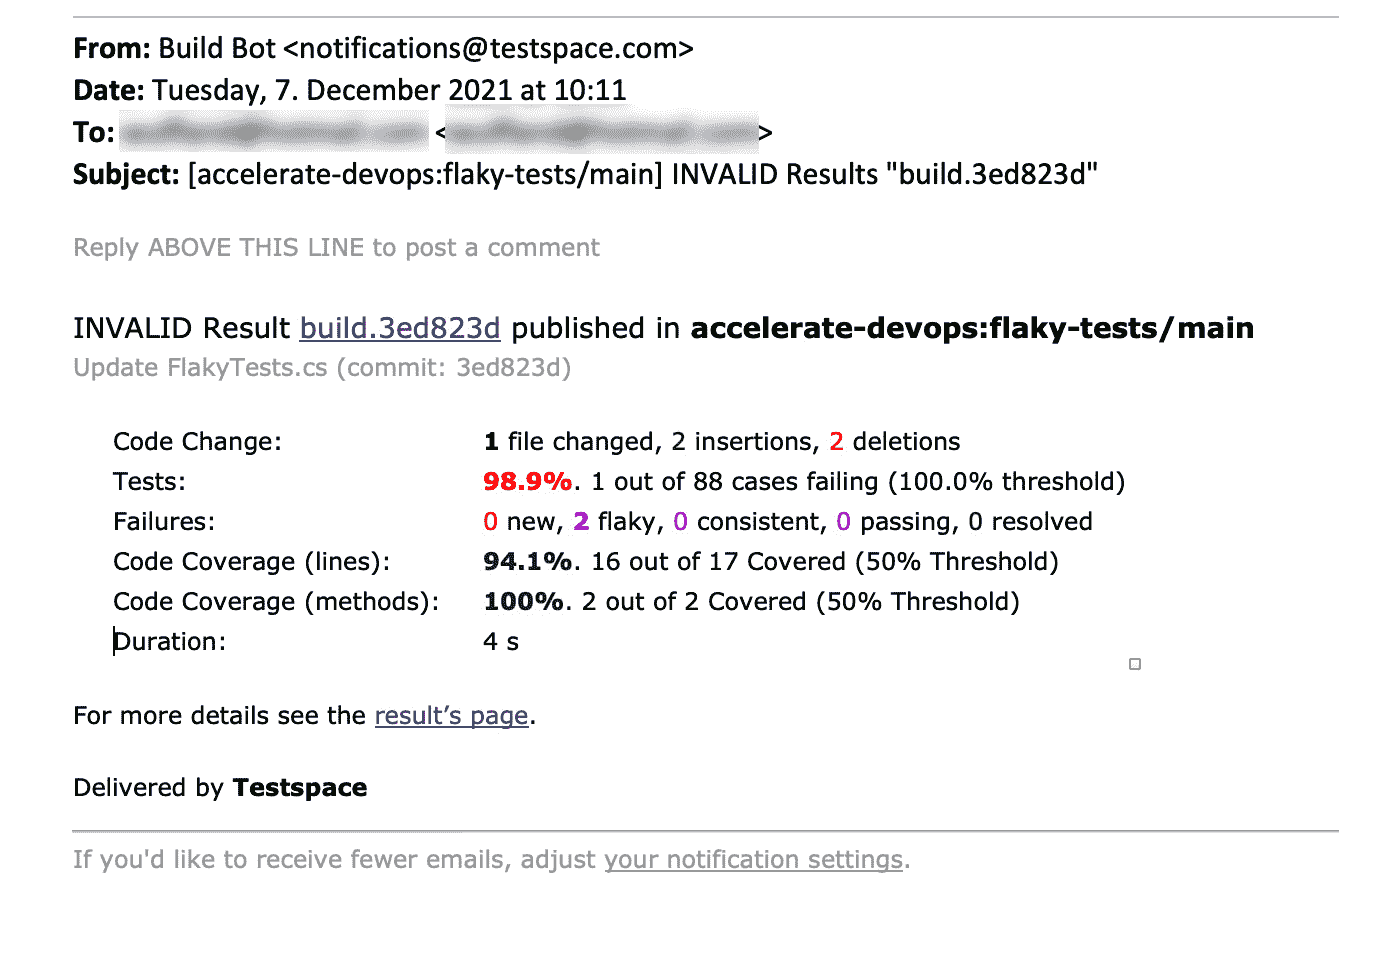 From: Build Bot <notifications@testspace.com>
Date: Tuesday, 7. December 2021 at 10:11
To: < >
Subject: [accelerate-devops:flaky-tests/main] INVALID Results "build.3ed823d"
Reply ABOVE THIS LINE to post a comment
INVALID Result build.3ed823d published in accelerate-devops:flaky-tests/main
Update FlakyTests.cs (commit: 3ed823d)
Code Change: 1 file changed, 2 insertions, 2 deletions
Tests: 98.9%. 1 out of 88 cases failing (100.0% threshold)
Failures: 0 new, 2 flaky, 0 consistent, 0 passing, 0 resolved
Code Coverage (lines): 94.1%. 16 out of 17 Covered (50% Threshold)
Code Coverage (methods): 100%. 2 out of 2 Covered (50% Threshold)
Duration: 4 s
For more details see the result’s page.
Delivered by Testspace
If you'd like to receive fewer emails, adjust your notification settings.